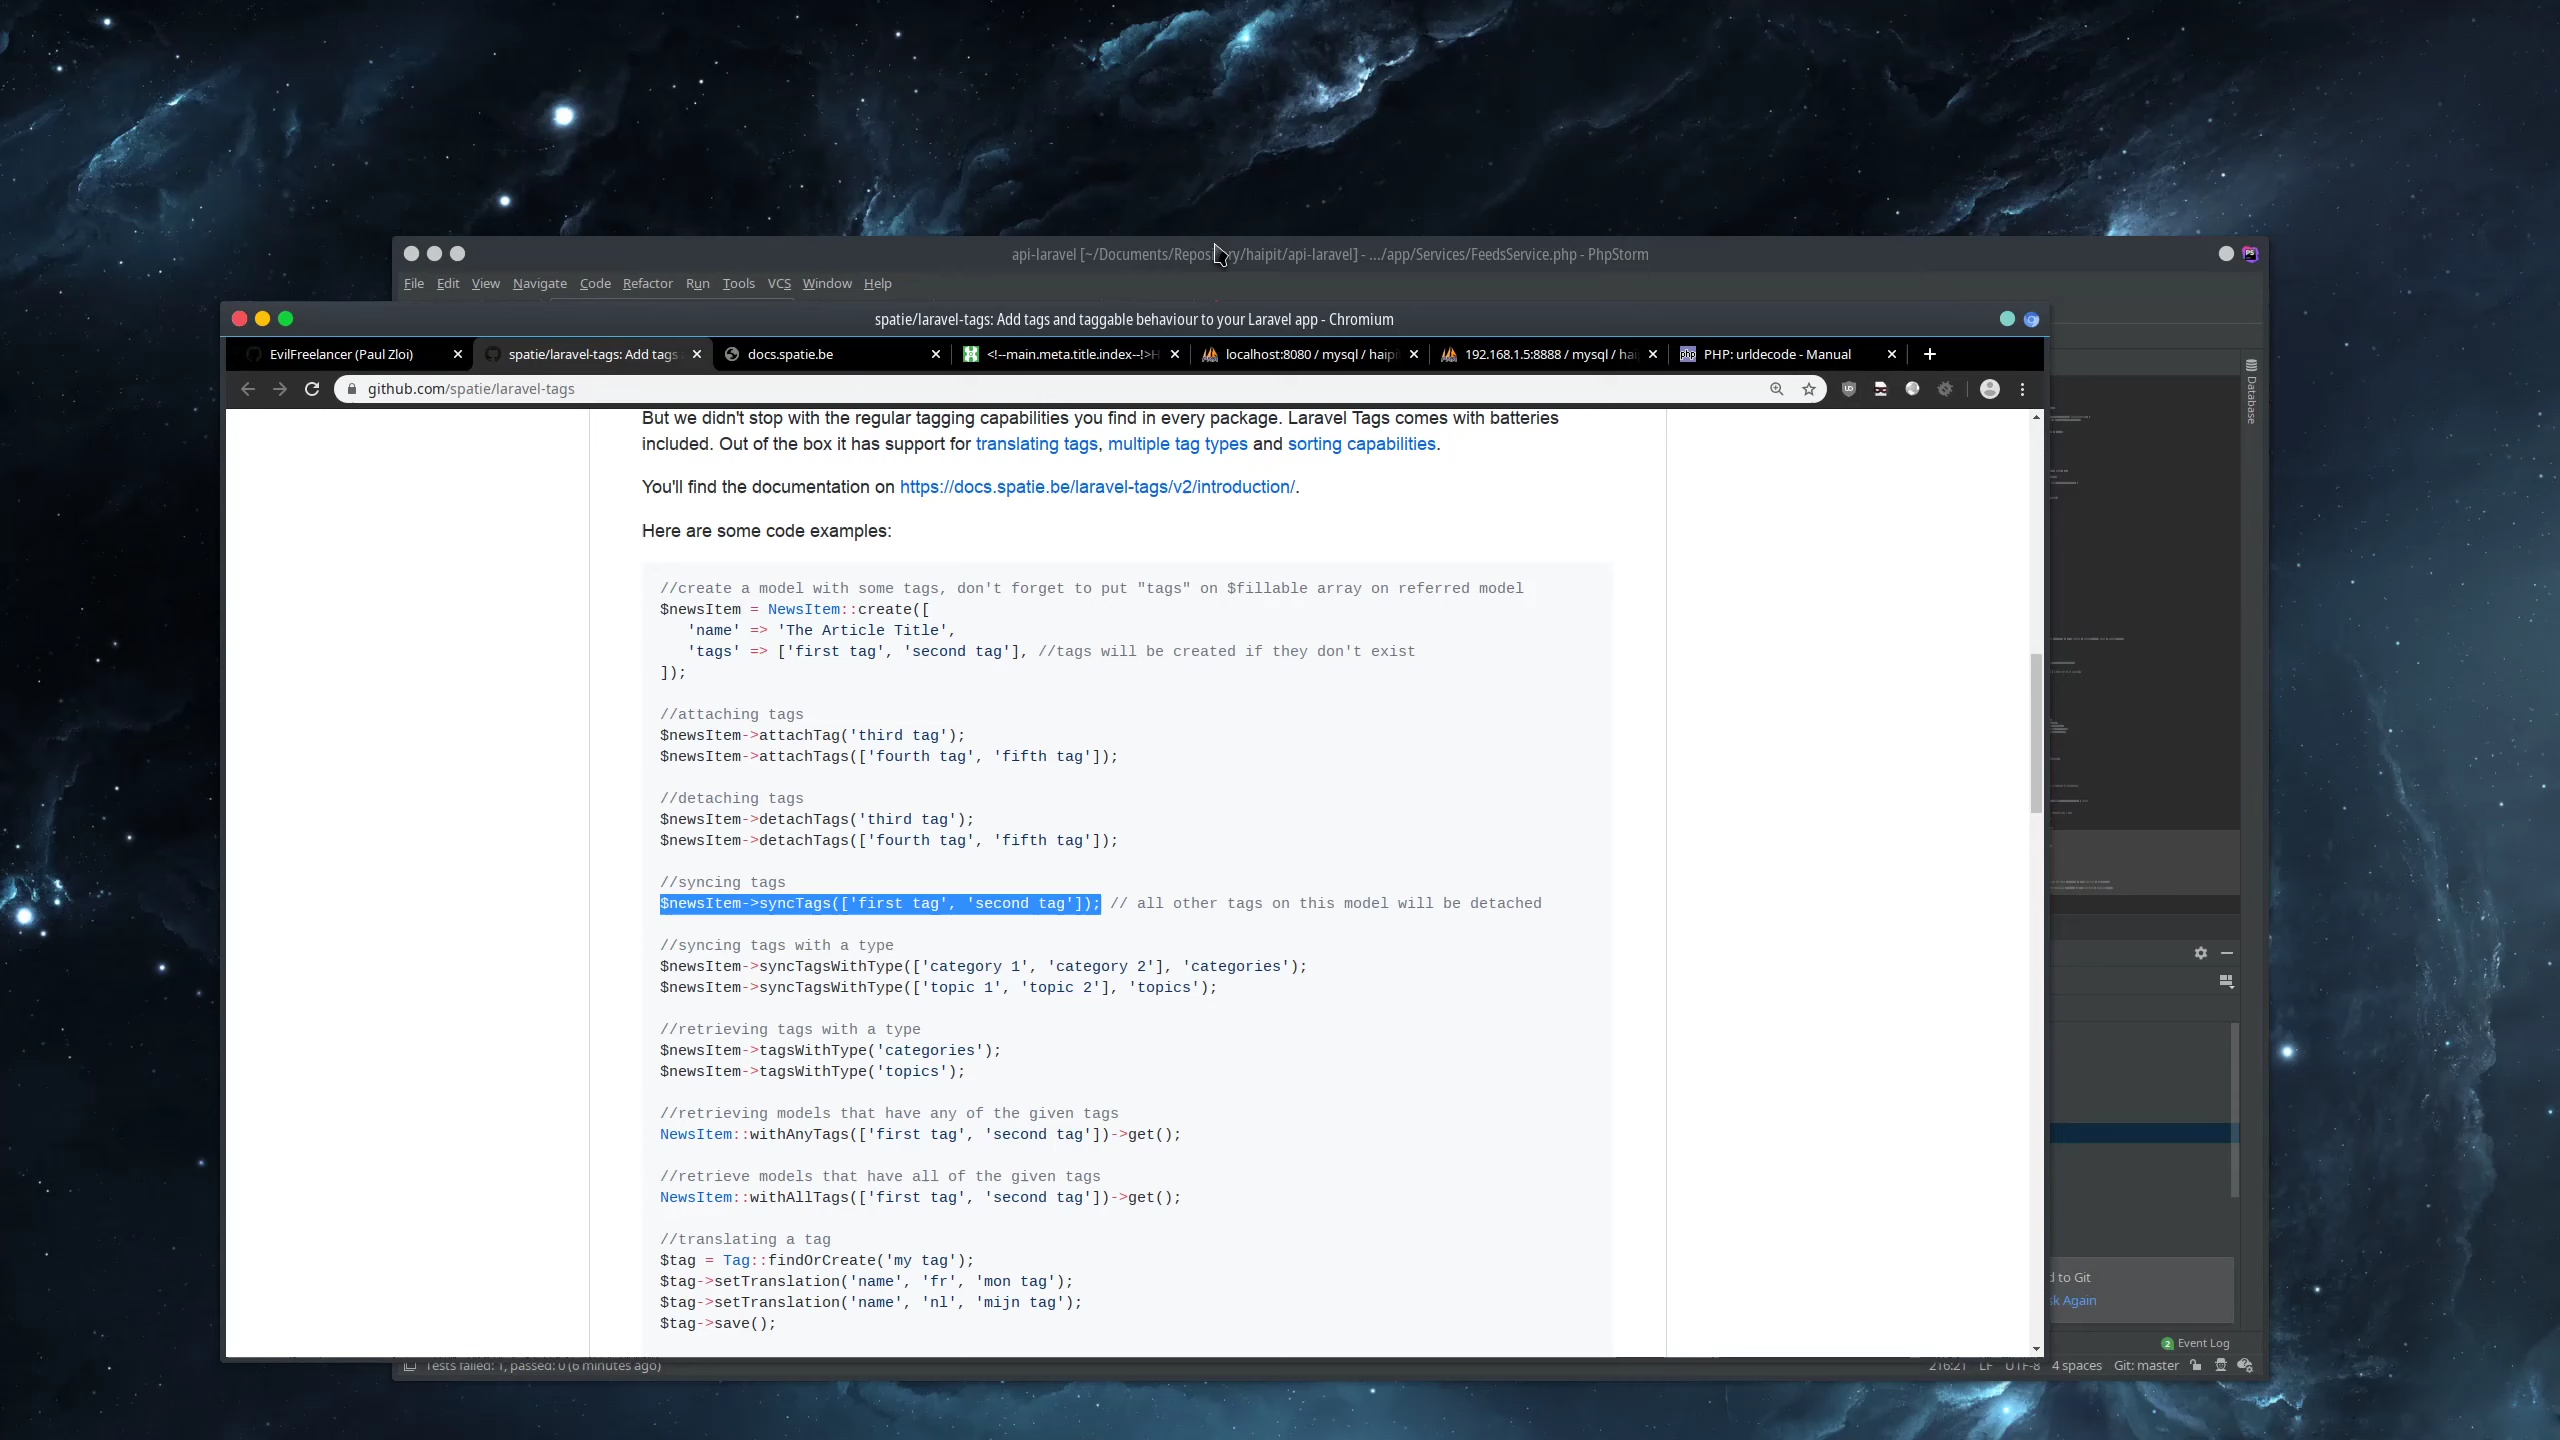 api-laravel [~/Documents/Repository/haipit/api-laravel] - .../app/Services/FeedsService.php - PhpStorm
File Edit View Navigate Code Refactor Run Tools VCS Window Help
spatie/laravel-tags: Add tags and taggable behaviour to your Laravel app - Chromium
EvilFreelancer (Paul Zloi) spatie/laravel-tags: Add tags docs.spatie.be <!--main.meta.title.index--!>H localhost:8080 / mysql / haipi 192.168.1.5:8888 / mysql / hai PHP: urldecode - Manual
github.com/spatie/laravel-tags
Database
But we didn't stop with the regular tagging capabilities you find in every package. Laravel Tags comes with batteries
included. Out of the box it has support for translating tags, multiple tag types and sorting capabilities.
You'll find the documentation on https://docs.spatie.be/laravel-tags/v2/introduction/.
Here are some code examples:
//create a model with some tags, don't forget to put "tags" on $fillable array on referred model
$newsItem = NewsItem::create([
   'name' => 'The Article Title',
   'tags' => ['first tag', 'second tag'], //tags will be created if they don't exist
]);
//attaching tags
$newsItem->attachTag('third tag');
$newsItem->attachTags(['fourth tag', 'fifth tag']);
//detaching tags
$newsItem->detachTags('third tag');
$newsItem->detachTags(['fourth tag', 'fifth tag']);
//syncing tags
$newsItem->syncTags(['first tag', 'second tag']); // all other tags on this model will be detached
//syncing tags with a type
$newsItem->syncTagsWithType(['category 1', 'category 2'], 'categories');
$newsItem->syncTagsWithType(['topic 1', 'topic 2'], 'topics');
//retrieving tags with a type
$newsItem->tagsWithType('categories');
$newsItem->tagsWithType('topics');
//retrieving models that have any of the given tags
NewsItem::withAnyTags(['first tag', 'second tag'])->get();
//retrieve models that have all of the given tags
NewsItem::withAllTags(['first tag', 'second tag'])->get();
//translating a tag
$tag = Tag::findOrCreate('my tag');
$tag->setTranslation('name', 'fr', 'mon tag');
$tag->setTranslation('name', 'nl', 'mijn tag');
$tag->save();
d to Git
sk Again
2 Event Log
Tests failed: 1, passed: 0 (6 minutes ago) 216:21 LF UTF-8 4 spaces Git: master